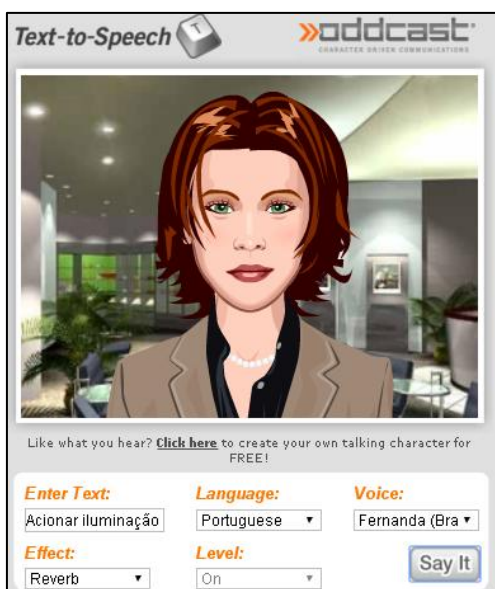 Text-to-Speech T
»oddcast
CHARACTER DRIVEN COMMUNICATIONS
Like what you hear? Click here to create your own talking character for
FREE!
Enter Text: Language: Voice:
Acionar iluminação Portuguese Fernanda (Bra
Effect: Level:
Reverb On Say It